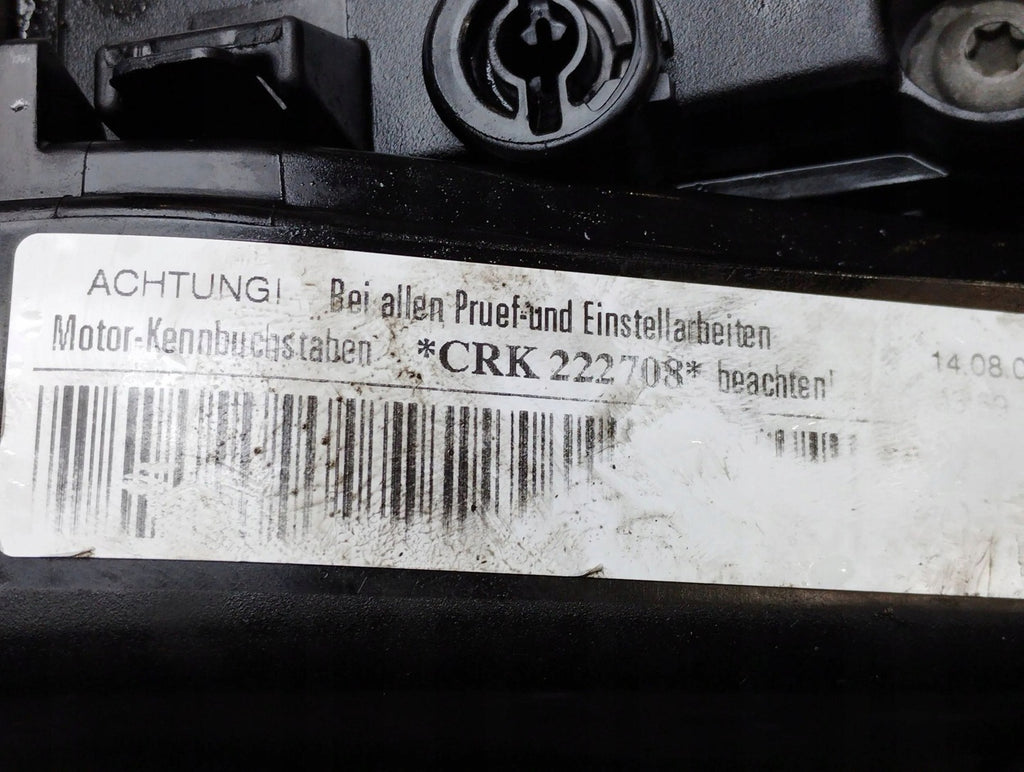 ACHTUNG! Bei allen Pruef-und Einstellarbeiten
Motor-Kennbuchstaben *CRK 222708* beachten!
14.08.0